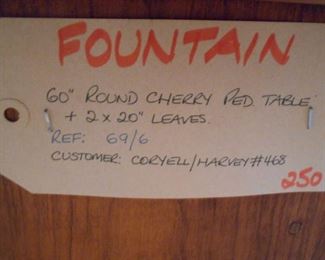 FOUNTAIN
60" ROUND CHERRY PED. TABLE
+ 2 x 20" LEAVES.
REF: 69/6
CUSTOMER: CORYELL/HARVEY #468
250